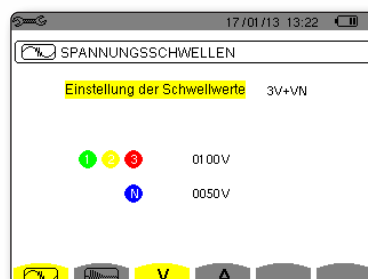 17/01/13 13:22
SPANNUNGSSCHWELLEN
Einstellung der Schwellwerte 3V+VN
1 2 3 0100V
N 0050V
V A